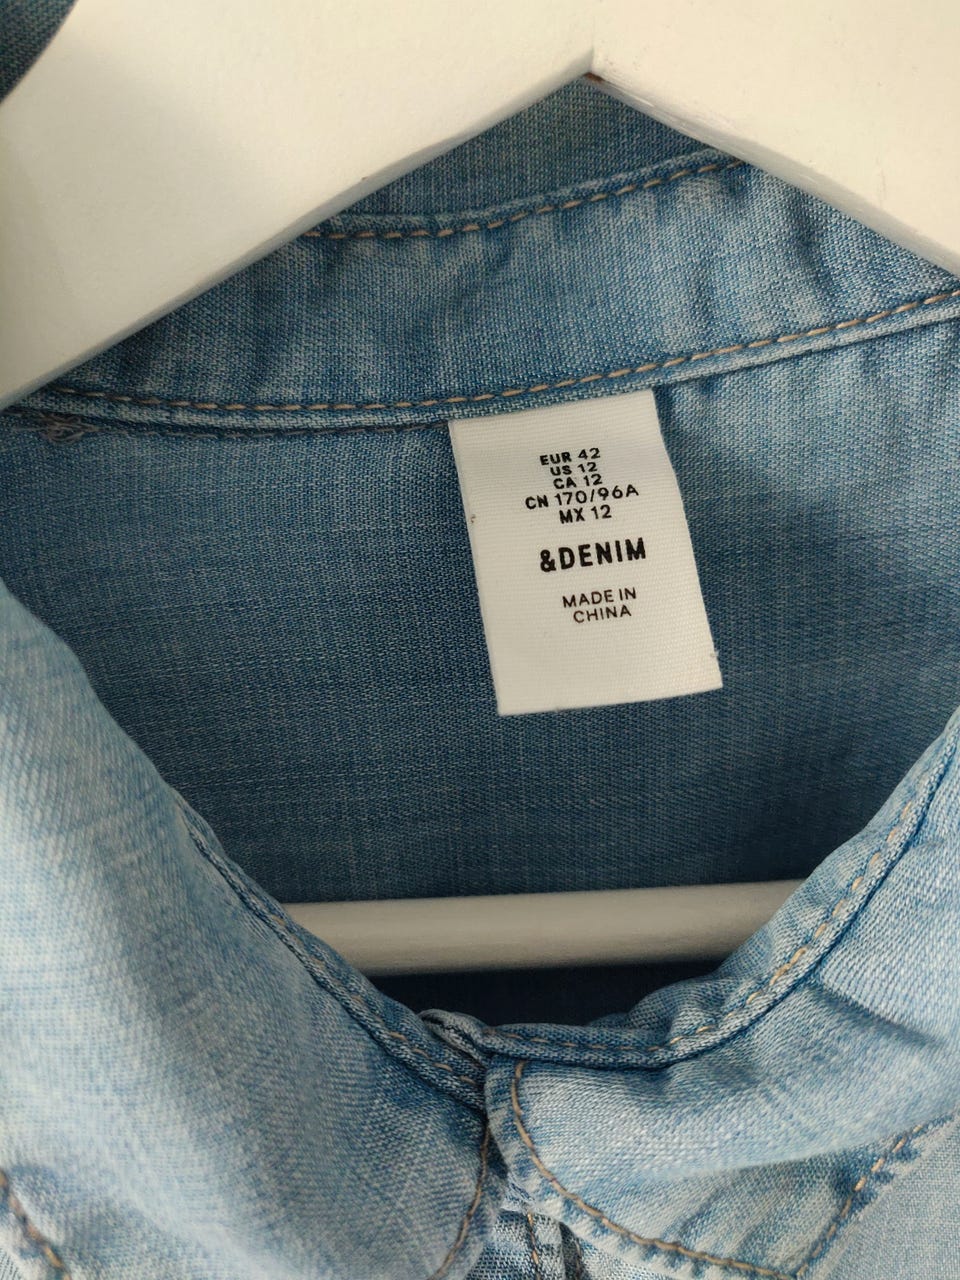 EUR 42
US 12
CA 12
CN 170/96A
MX 12
&DENIM
MADE IN
CHINA